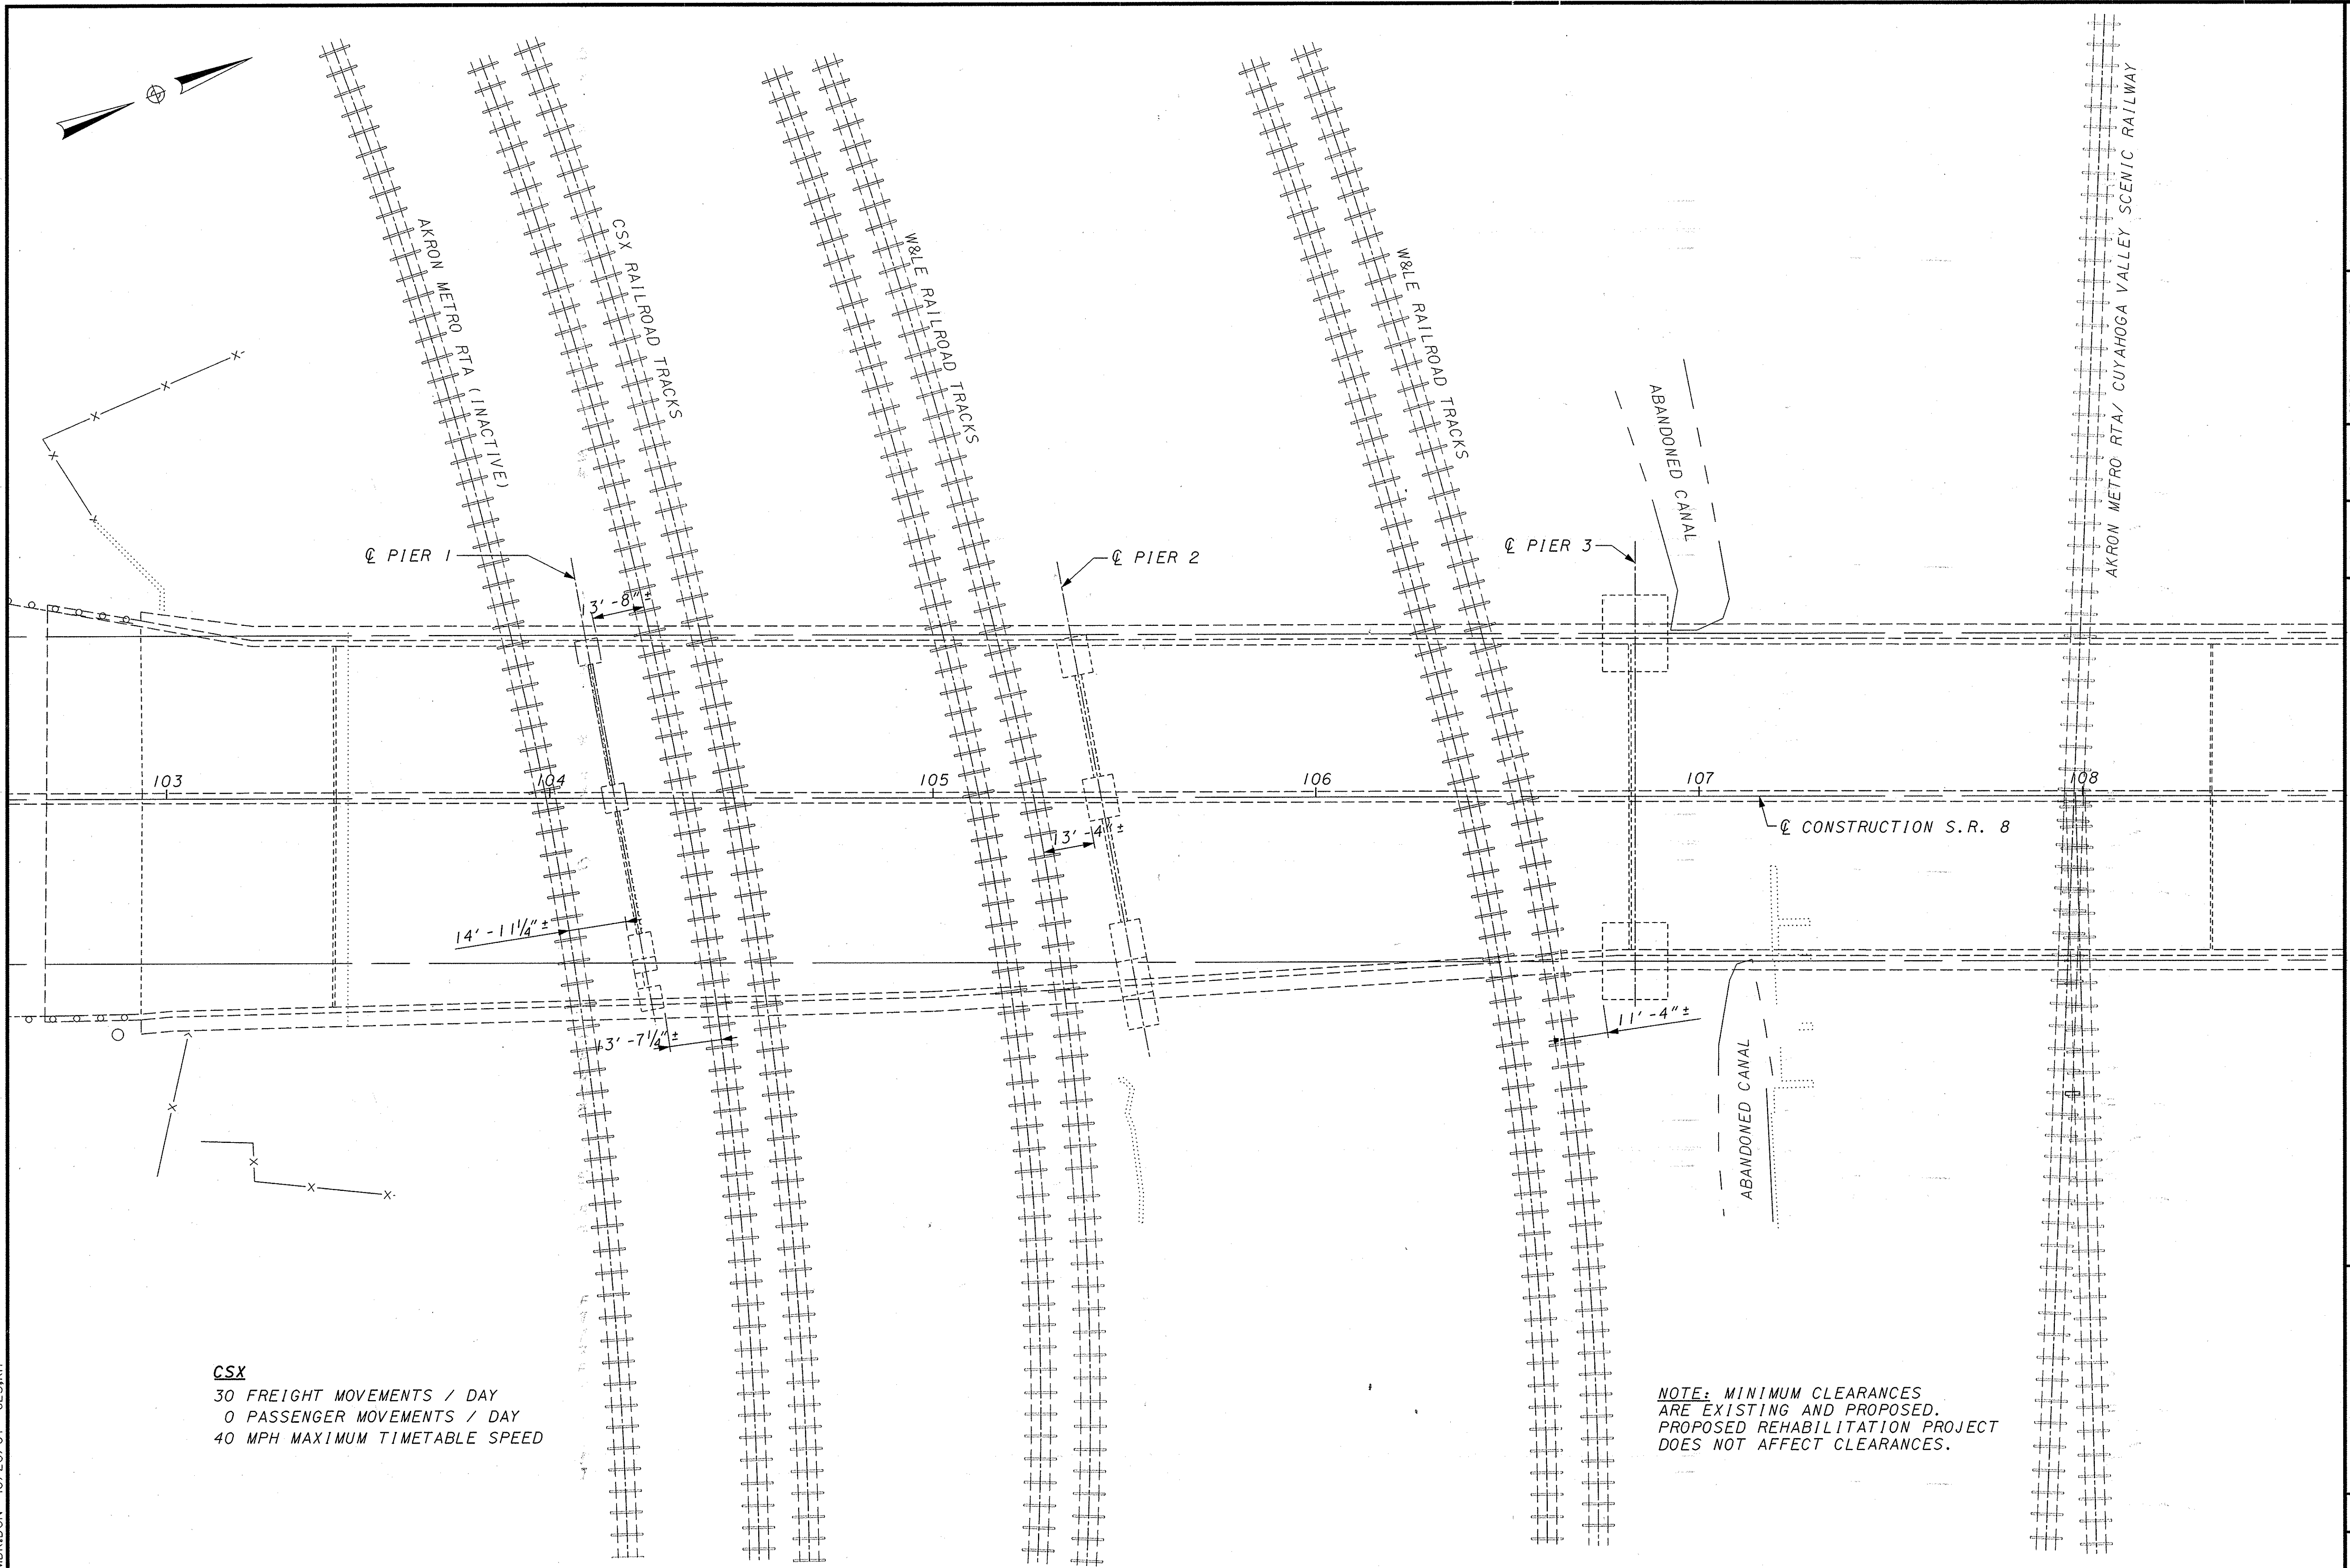 AKRON METRO RTA (INACTIVE)
CSX RAILROAD TRACKS
W&LE RAILROAD TRACKS
W&LE RAILROAD TRACKS
ABANDONED CANAL
AKRON METRO RTA/ CUYAHOGA VALLEY SCENIC RAILWAY
℄ PIER 1
℄ PIER 2
℄ PIER 3
13'-8"±
103
104
105
106
107
108
℄ CONSTRUCTION S.R. 8
13'-4"±
14'-11 1/4"±
13'-7 1/4"±
11'-4"±
ABANDONED CANAL
CSX
30 FREIGHT MOVEMENTS / DAY
0 PASSENGER MOVEMENTS / DAY
40 MPH MAXIMUM TIMETABLE SPEED
NOTE: MINIMUM CLEARANCES
ARE EXISTING AND PROPOSED.
PROPOSED REHABILITATION PROJECT
DOES NOT AFFECT CLEARANCES.